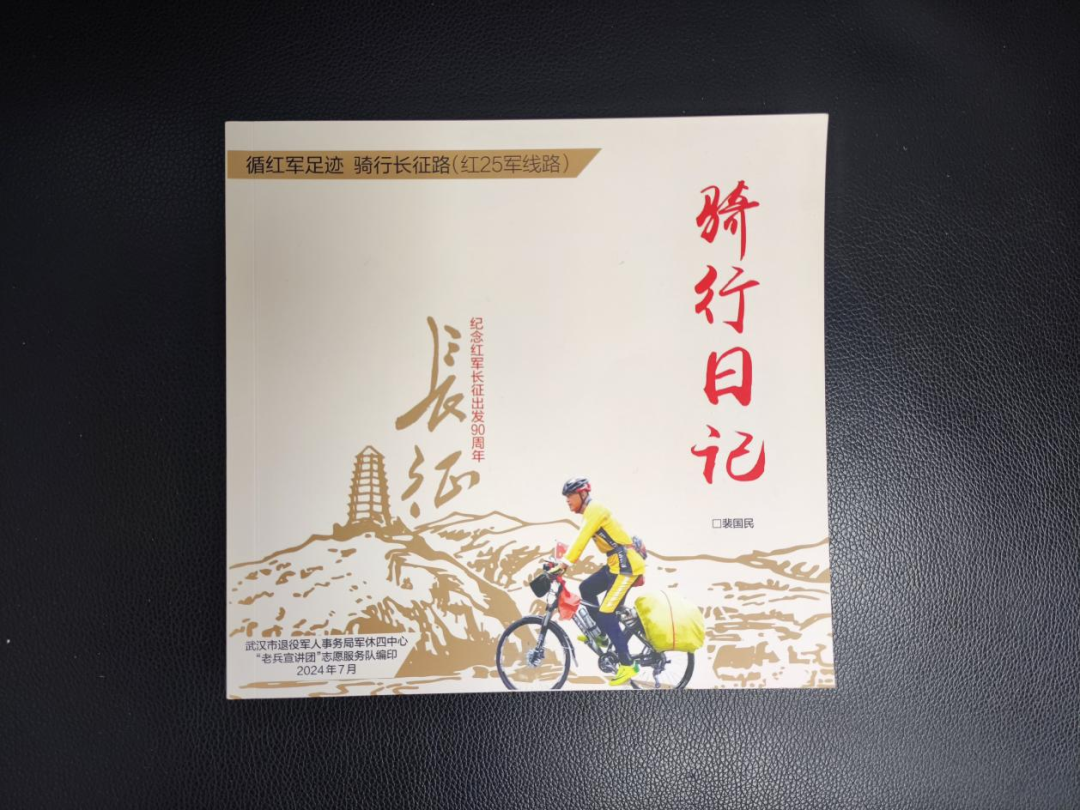 循红军足迹 骑行长征路（红25军线路）
骑行日记
纪念红军长征出发90周年
長征
□裴国民
武汉市退役军人事务局军休四中心
“老兵宣讲团”志愿服务队编印
2024年7月